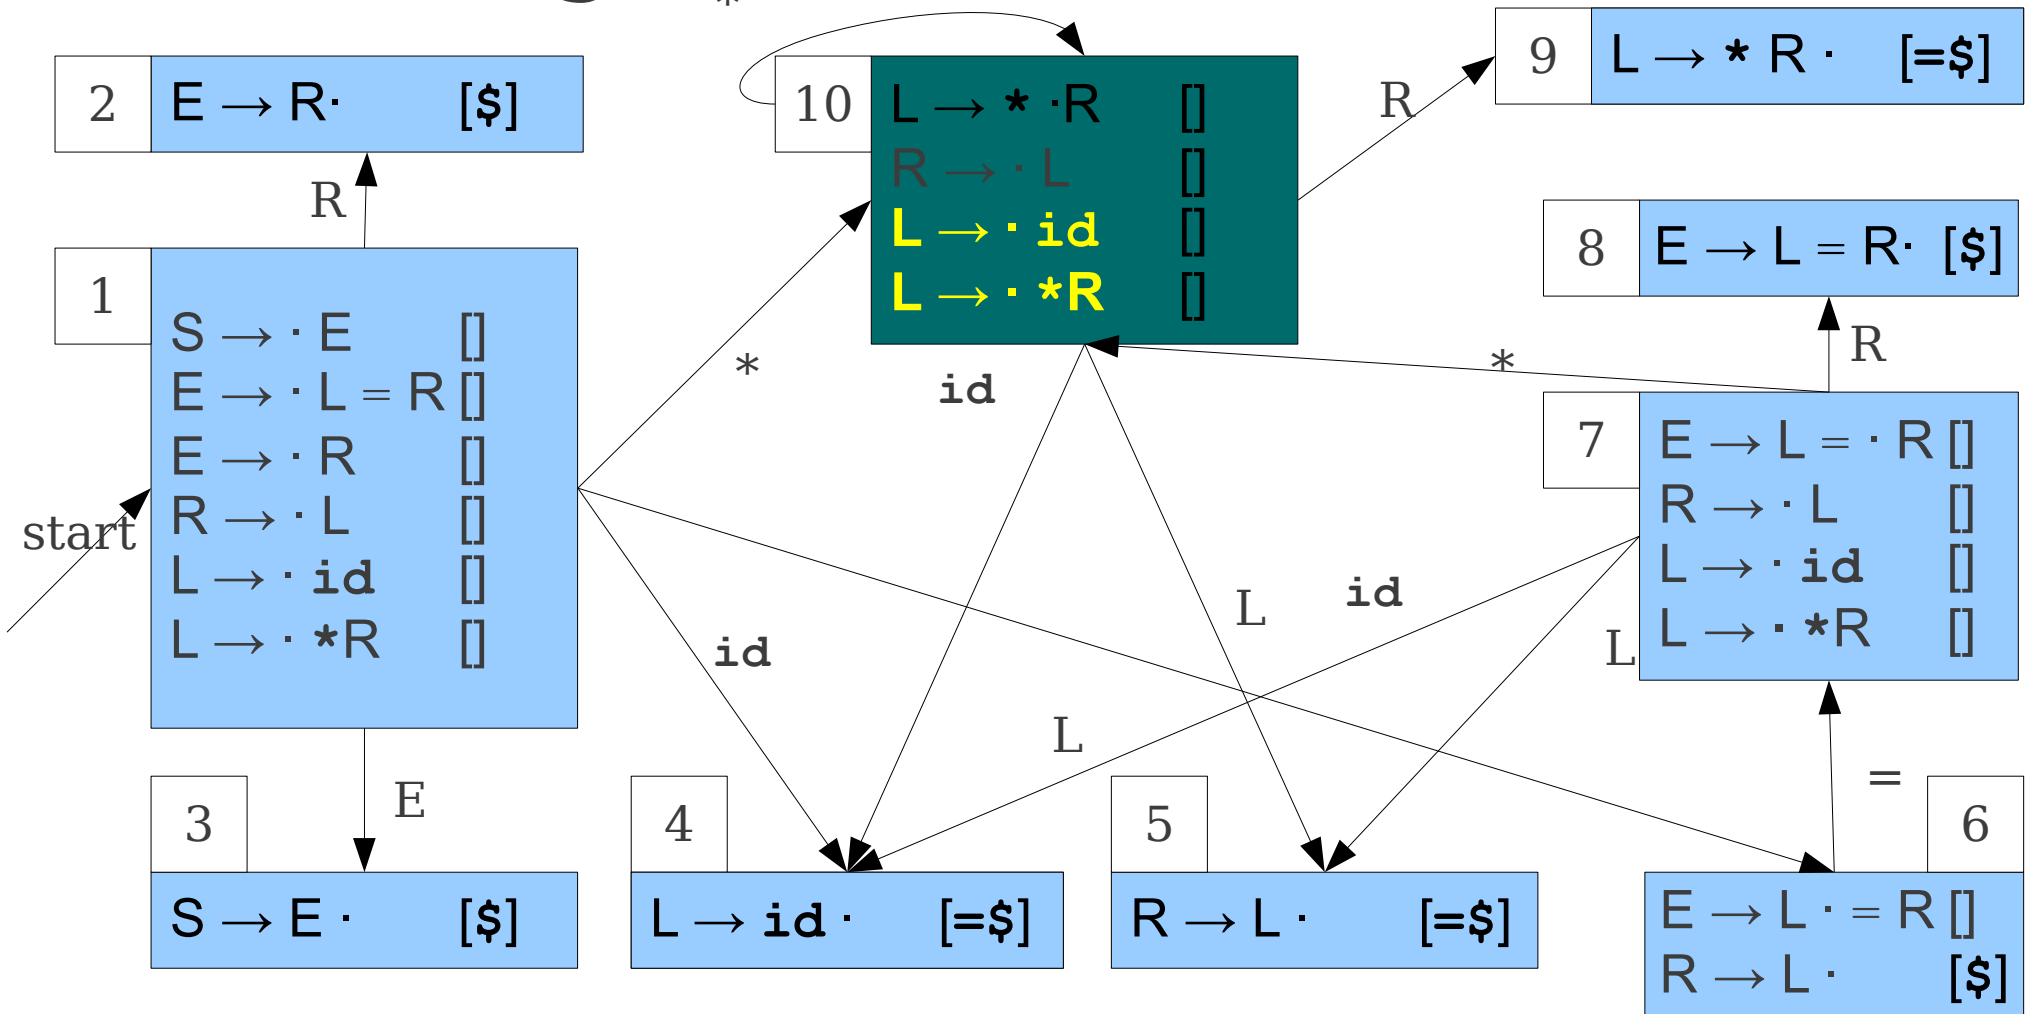 *
2
E → R· [$]
R
1
S → · E []
E → · L = R []
E → · R []
R → · L []
L → · id []
L → · *R []
start
E
3
S → E · [$]
10
L → * ·R []
R → · L []
L → · id []
L → · *R []
*
id
id
L
L
4
L → id · [=$]
5
R → L · [=$]
R
9
L → * R · [=$]
8
E → L = R· [$]
R
*
7
E → L = · R []
R → · L []
L → · id []
L → · *R []
id
L
=
6
E → L · = R []
R → L · [$]